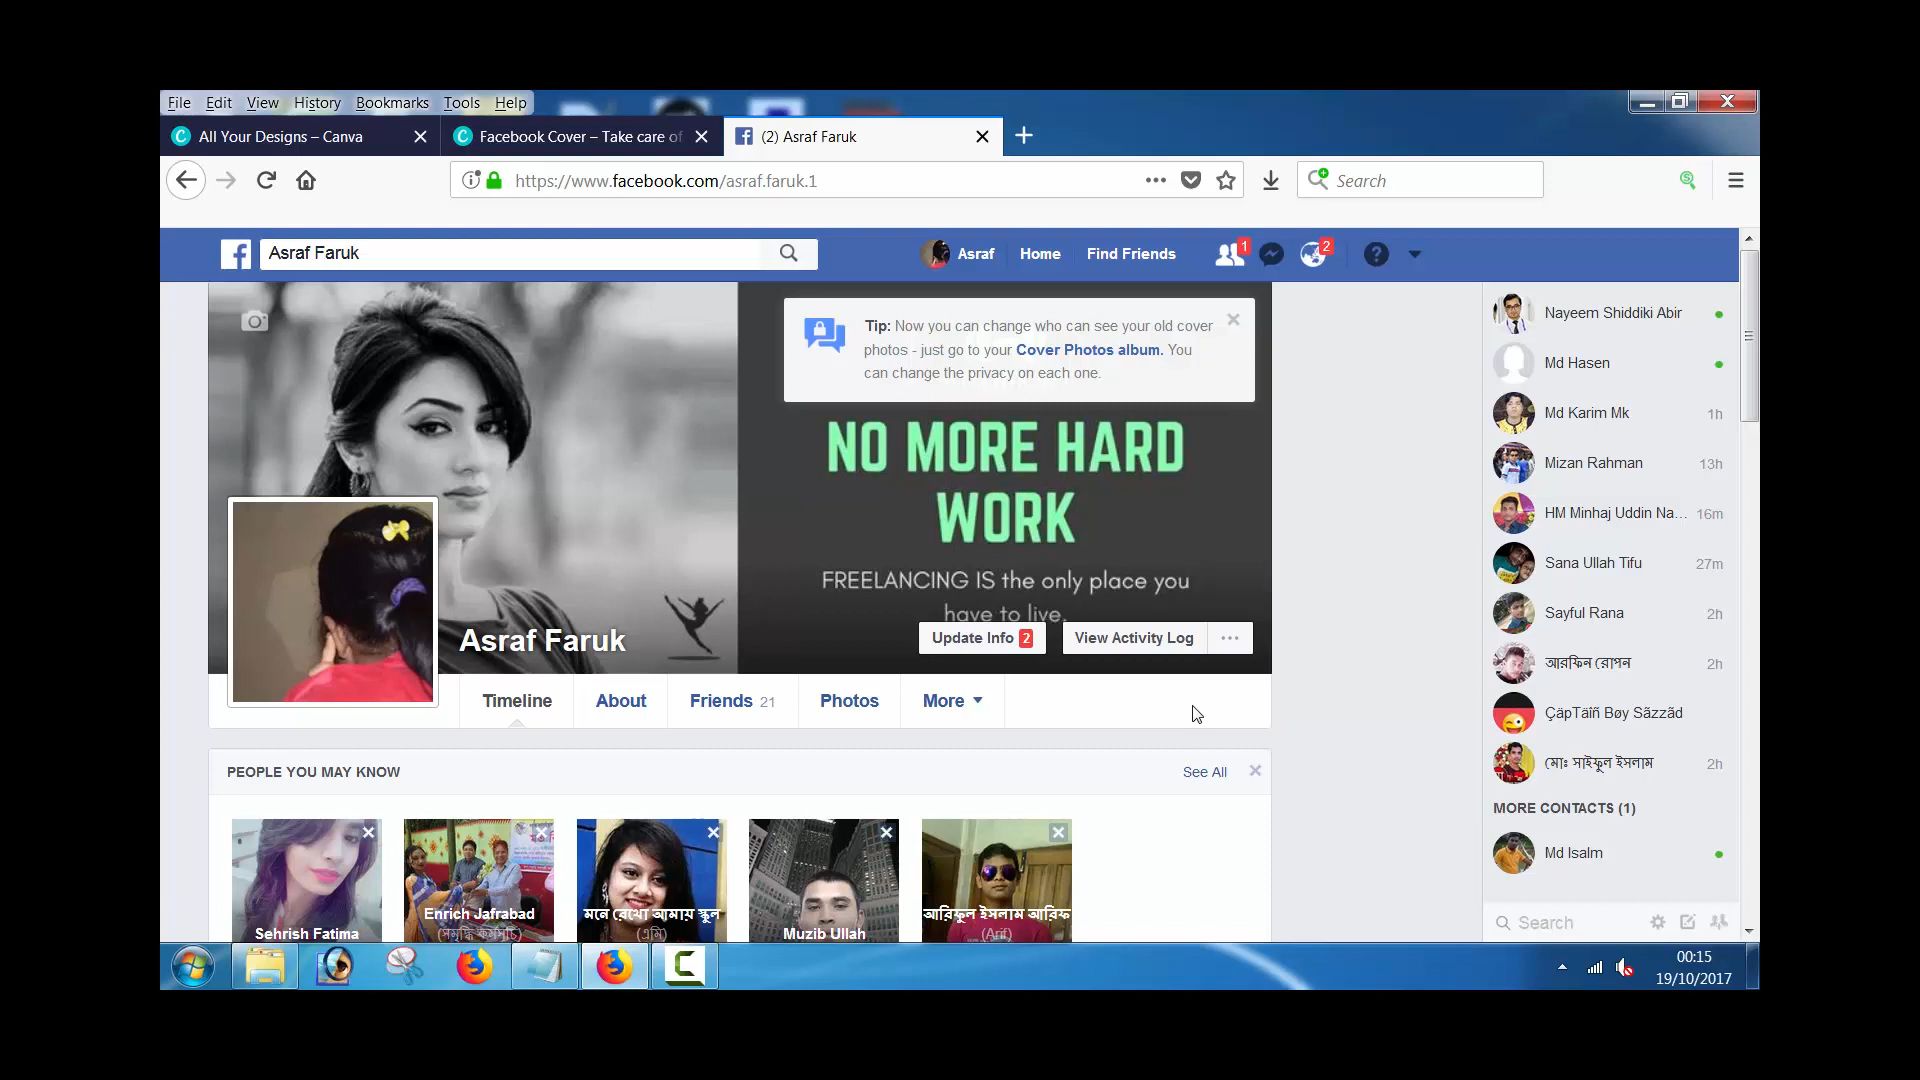 File Edit View History Bookmarks Tools Help
All Your Designs – Canva
Facebook Cover – Take care of
(2) Asraf Faruk
https://www.facebook.com/asraf.faruk.1
Search
Asraf Faruk
Asraf
Home
Find Friends
1
2
Tip: Now you can change who can see your old cover
photos - just go to your Cover Photos album. You
can change the privacy on each one.
NO MORE HARD
WORK
FREELANCING IS the only place you
have to live.
Asraf Faruk
Update Info 2
View Activity Log
Timeline
About
Friends 21
Photos
More
PEOPLE YOU MAY KNOW
See All
Sehrish Fatima
Enrich Jafrabad
(সমৃদ্ধি কর্মসূচি)
মনে রেখো আমায় স্কুল
(এমি)
Muzib Ullah
আরিফুল ইসলাম আরিফ
(Arif)
Nayeem Shiddiki Abir
Md Hasen
Md Karim Mk 1h
Mizan Rahman 13h
HM Minhaj Uddin Na... 16m
Sana Ullah Tifu 27m
Sayful Rana 2h
আরফিন রোপন 2h
ÇäpTäîñ Bøy Sãzzãd
মোঃ সাইফুল ইসলাম 2h
MORE CONTACTS (1)
Md Isalm
Search
00:15
19/10/2017